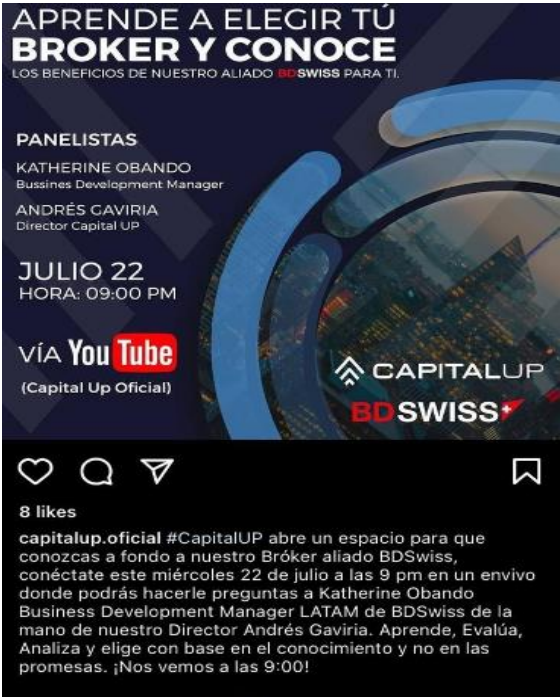 APRENDE A ELEGIR TÚ
BROKER Y CONOCE
LOS BENEFICIOS DE NUESTRO ALIADO BDSWISS PARA TI.
PANELISTAS
KATHERINE OBANDO
Bussines Development Manager
ANDRÉS GAVIRIA
Director Capital UP
JULIO 22
HORA: 09:00 PM
VÍA YouTube
(Capital Up Oficial)
CAPITALUP
BDSWISS
8 likes
capitalup.oficial #CapitalUP abre un espacio para que
conozcas a fondo a nuestro Bróker aliado BDSwiss,
conéctate este miércoles 22 de julio a las 9 pm en un envivo
donde podrás hacerle preguntas a Katherine Obando
Business Development Manager LATAM de BDSwiss de la
mano de nuestro Director Andrés Gaviria. Aprende, Evalúa,
Analiza y elige con base en el conocimiento y no en las
promesas. ¡Nos vemos a las 9:00!